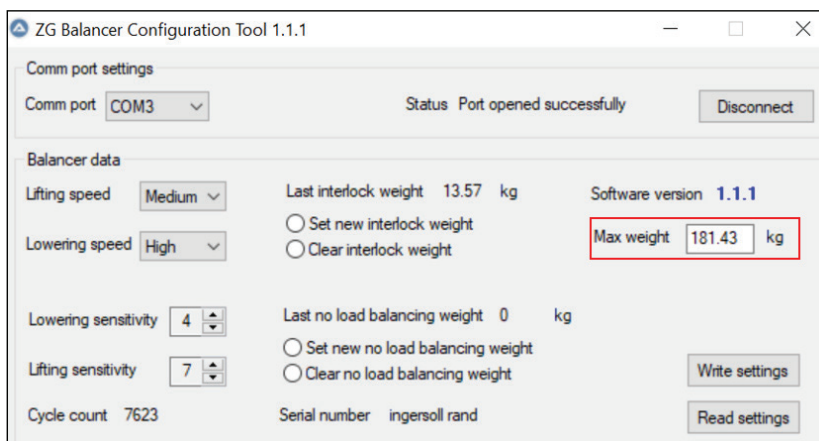 ZG Balancer Configuration Tool 1.1.1
Comm port settings
Comm port COM3 Status Port opened successfully Disconnect
Balancer data
Lifting speed Medium Last interlock weight 13.57 kg Software version 1.1.1
Set new interlock weight
Lowering speed High Clear interlock weight Max weight 181.43 kg
Lowering sensitivity 4 Last no load balancing weight 0 kg
Set new no load balancing weight
Lifting sensitivity 7 Clear no load balancing weight Write settings
Cycle count 7623 Serial number ingersoll rand Read settings